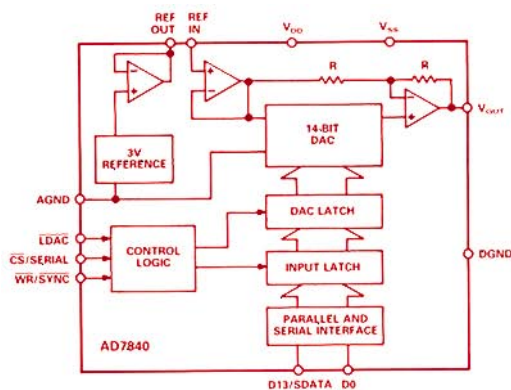 REF
OUT
REF
IN
VDD
VSS
R
R
VOUT
3V
REFERENCE
14-BIT
DAC
AGND
DAC LATCH
LDAC
CS/SERIAL
WR/SYNC
CONTROL
LOGIC
INPUT LATCH
DGND
PARALLEL AND
SERIAL INTERFACE
AD7840
D13/SDATA D0